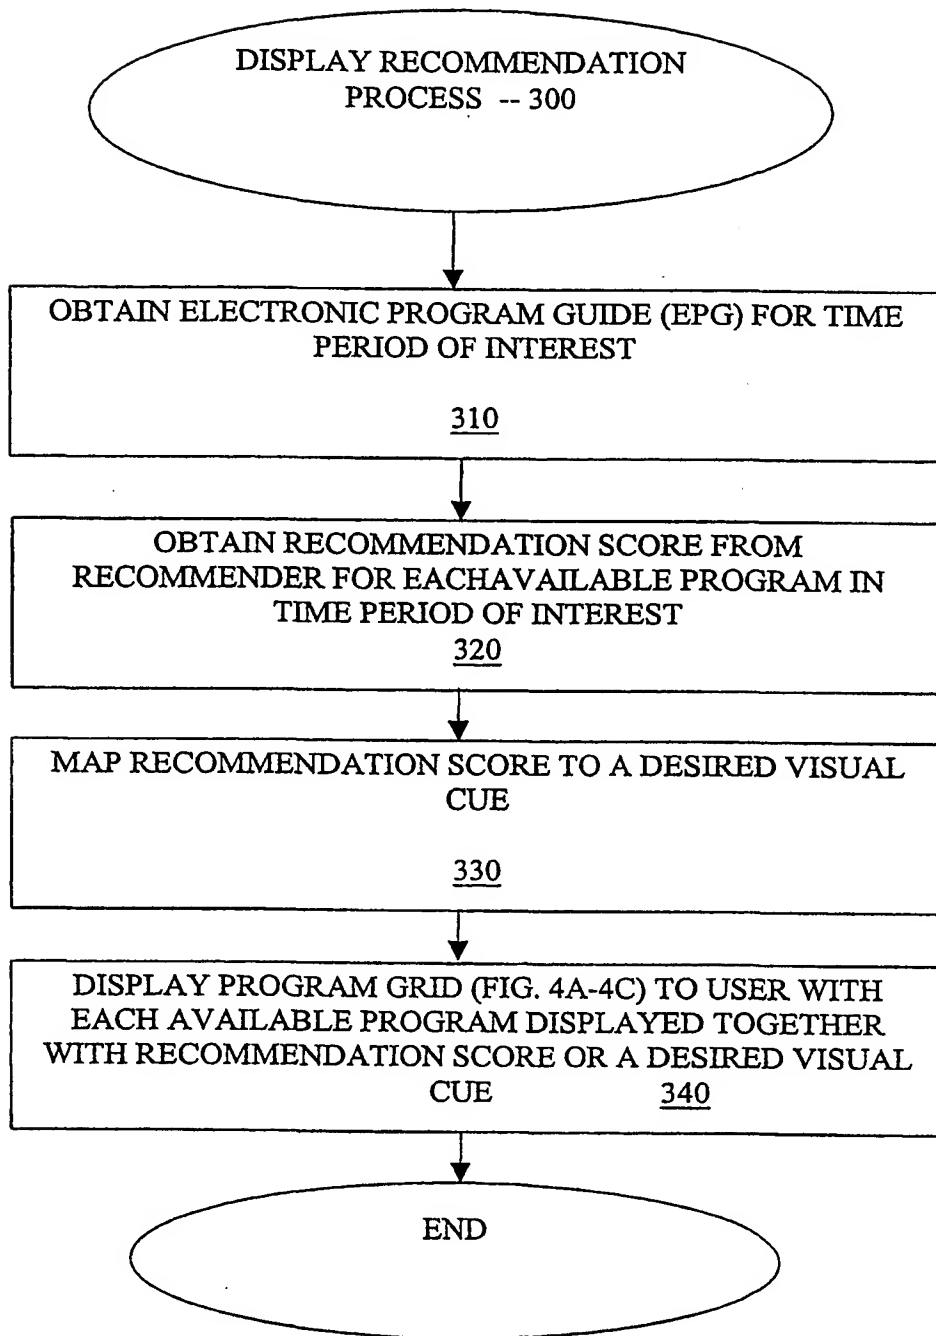 DISPLAY RECOMMENDATION
PROCESS -- 300
OBTAIN ELECTRONIC PROGRAM GUIDE (EPG) FOR TIME
PERIOD OF INTEREST
310
OBTAIN RECOMMENDATION SCORE FROM
RECOMMENDER FOR EACHAVAILABLE PROGRAM IN
TIME PERIOD OF INTEREST
320
MAP RECOMMENDATION SCORE TO A DESIRED VISUAL
CUE
330
DISPLAY PROGRAM GRID (FIG. 4A-4C) TO USER WITH
EACH AVAILABLE PROGRAM DISPLAYED TOGETHER
WITH RECOMMENDATION SCORE OR A DESIRED VISUAL
CUE 340
END